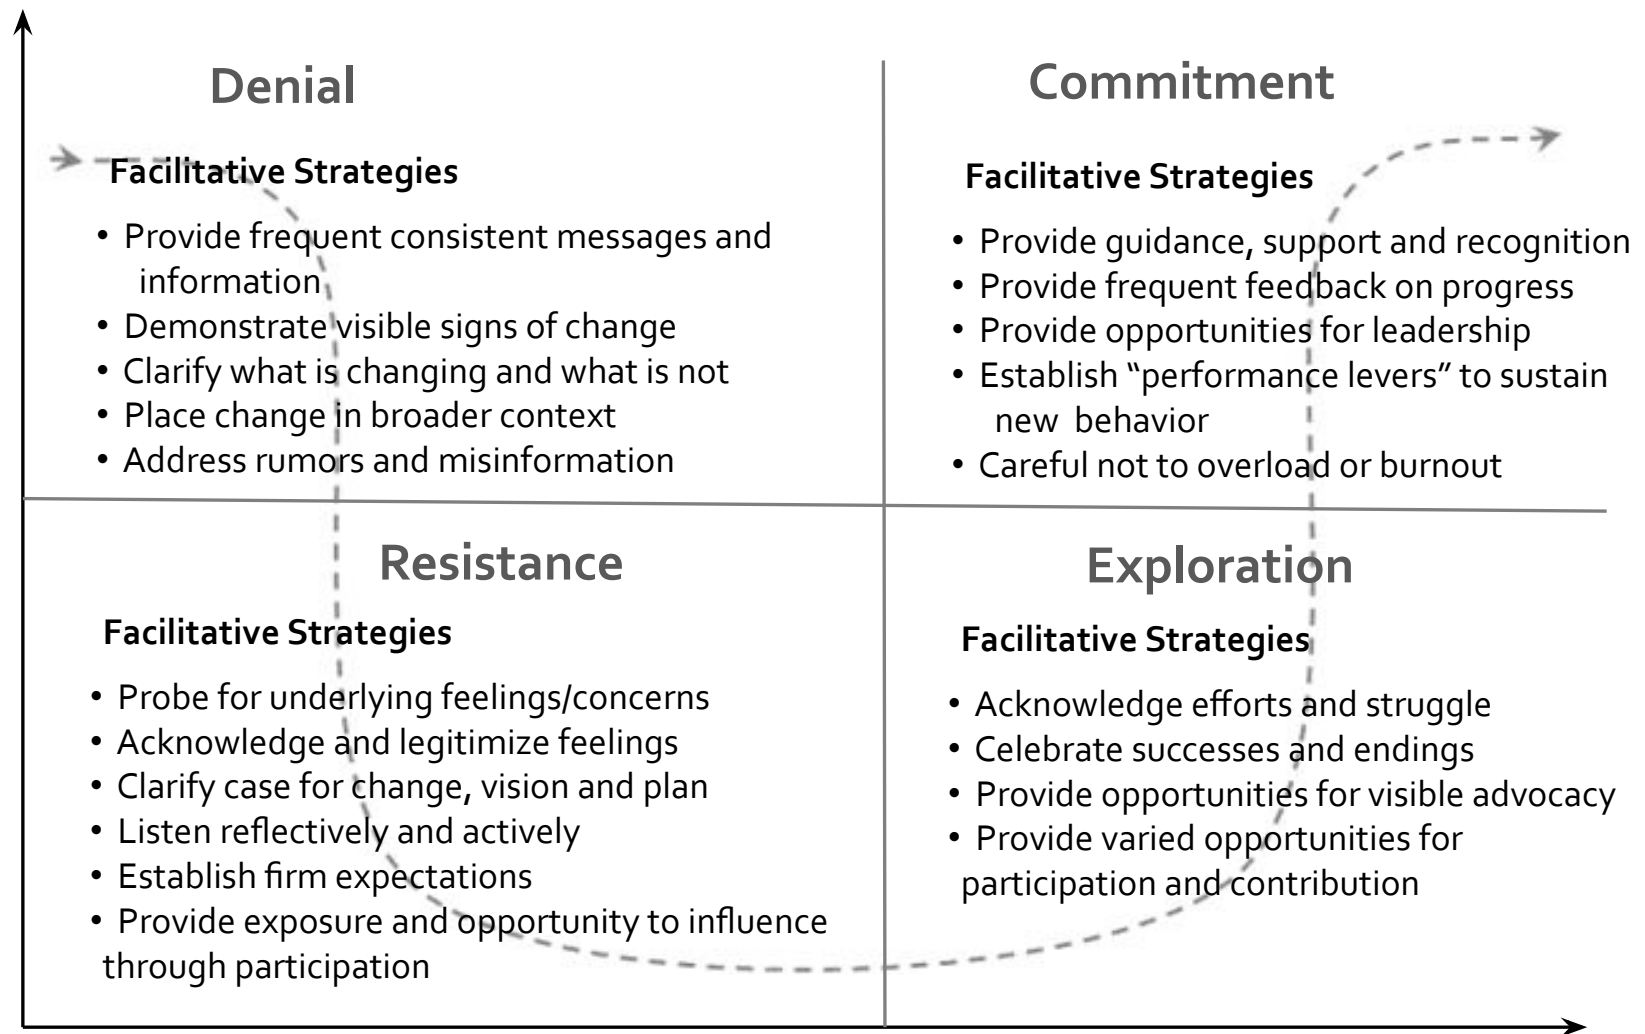 Denial
Facilitative Strategies
• Provide frequent consistent messages and
information
• Demonstrate visible signs of change
• Clarify what is changing and what is not
• Place change in broader context
• Address rumors and misinformation
Commitment
Facilitative Strategies
• Provide guidance, support and recognition
• Provide frequent feedback on progress
• Provide opportunities for leadership
• Establish “performance levers” to sustain
new behavior
• Careful not to overload or burnout
Resistance
Facilitative Strategies
• Probe for underlying feelings/concerns
• Acknowledge and legitimize feelings
• Clarify case for change, vision and plan
• Listen reflectively and actively
• Establish firm expectations
• Provide exposure and opportunity to influence
through participation
Exploration
Facilitative Strategies
• Acknowledge efforts and struggle
• Celebrate successes and endings
• Provide opportunities for visible advocacy
• Provide varied opportunities for
participation and contribution